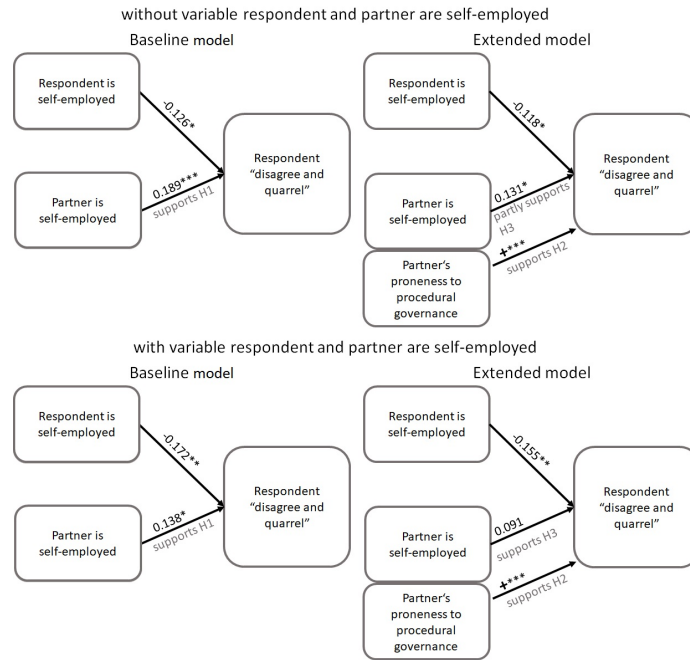 without variable respondent and partner are self-employed
Baseline model
Extended model
Respondent is
self-employed
-0.126*
Respondent
“disagree and
quarrel”
Partner is
self-employed
0.189***
supports H1
Respondent is
self-employed
-0.118*
Respondent
“disagree and
quarrel”
Partner is
self-employed
0.131*
partly supports
H3
Partner's
proneness to
procedural
governance
+***
supports H2
with variable respondent and partner are self-employed
Baseline model
Extended model
Respondent is
self-employed
-0.172**
Respondent
“disagree and
quarrel”
Partner is
self-employed
0.138*
supports H1
Respondent is
self-employed
-0.155**
Respondent
“disagree and
quarrel”
Partner is
self-employed
0.091
supports H3
Partner's
proneness to
procedural
governance
+***
supports H2